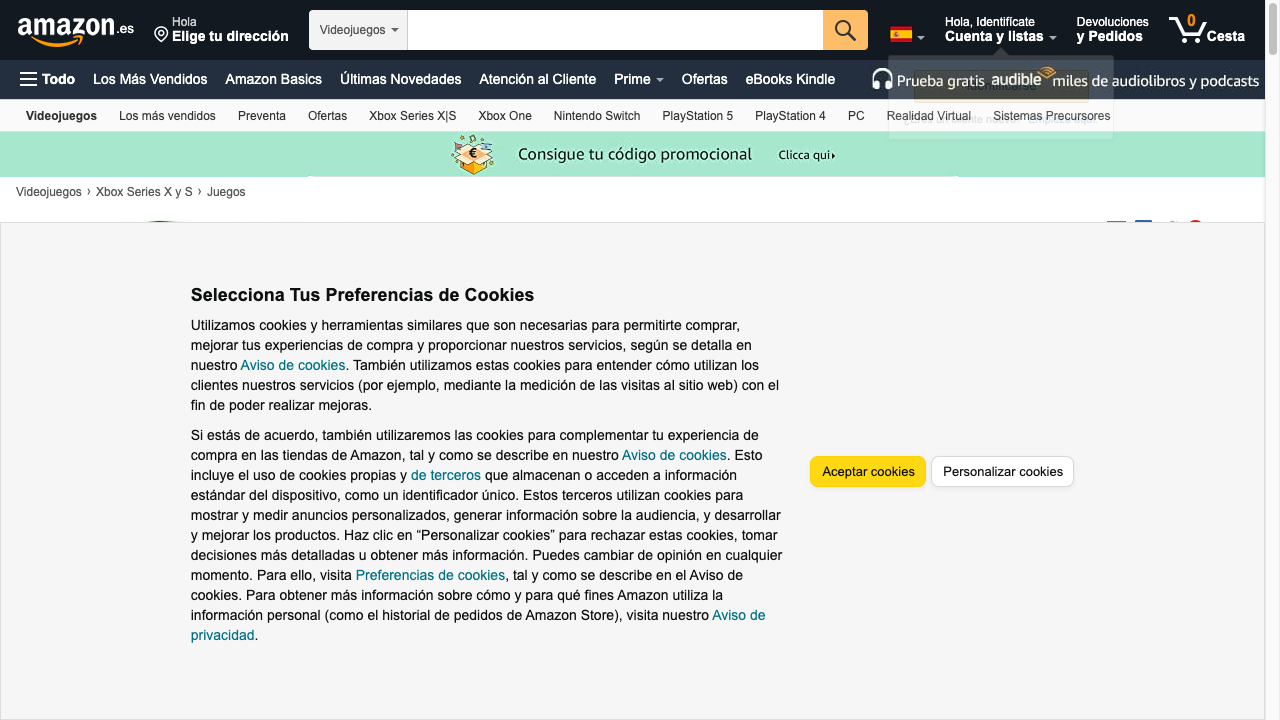 amazon.es
Hola
Elige tu dirección
Videojuegos
Hola, Identifícate
Cuenta y listas
Devoluciones
y Pedidos
0
Cesta
Todo
Los Más Vendidos
Amazon Basics
Últimas Novedades
Atención al Cliente
Prime
Ofertas
eBooks Kindle
Prueba gratis audible miles de audiolibros y podcasts
Identificarse
Videojuegos
Los más vendidos
Preventa
Ofertas
Xbox Series X|S
Xbox One
Nintendo Switch
PlayStation 5
PlayStation 4
PC
Realidad Virtual
Sistemas Precursores
€
Consigue tu código promocional
Clicca qui
Videojuegos › Xbox Series X y S › Juegos
Selecciona Tus Preferencias de Cookies
Utilizamos cookies y herramientas similares que son necesarias para permitirte comprar,
mejorar tus experiencias de compra y proporcionar nuestros servicios, según se detalla en
nuestro Aviso de cookies. También utilizamos estas cookies para entender cómo utilizan los
clientes nuestros servicios (por ejemplo, mediante la medición de las visitas al sitio web) con el
fin de poder realizar mejoras.
Si estás de acuerdo, también utilizaremos las cookies para complementar tu experiencia de
compra en las tiendas de Amazon, tal y como se describe en nuestro Aviso de cookies. Esto
incluye el uso de cookies propias y de terceros que almacenan o acceden a información
estándar del dispositivo, como un identificador único. Estos terceros utilizan cookies para
mostrar y medir anuncios personalizados, generar información sobre la audiencia, y desarrollar
y mejorar los productos. Haz clic en “Personalizar cookies” para rechazar estas cookies, tomar
decisiones más detalladas u obtener más información. Puedes cambiar de opinión en cualquier
momento. Para ello, visita Preferencias de cookies, tal y como se describe en el Aviso de
cookies. Para obtener más información sobre cómo y para qué fines Amazon utiliza la
información personal (como el historial de pedidos de Amazon Store), visita nuestro Aviso de
privacidad.
Aceptar cookies
Personalizar cookies